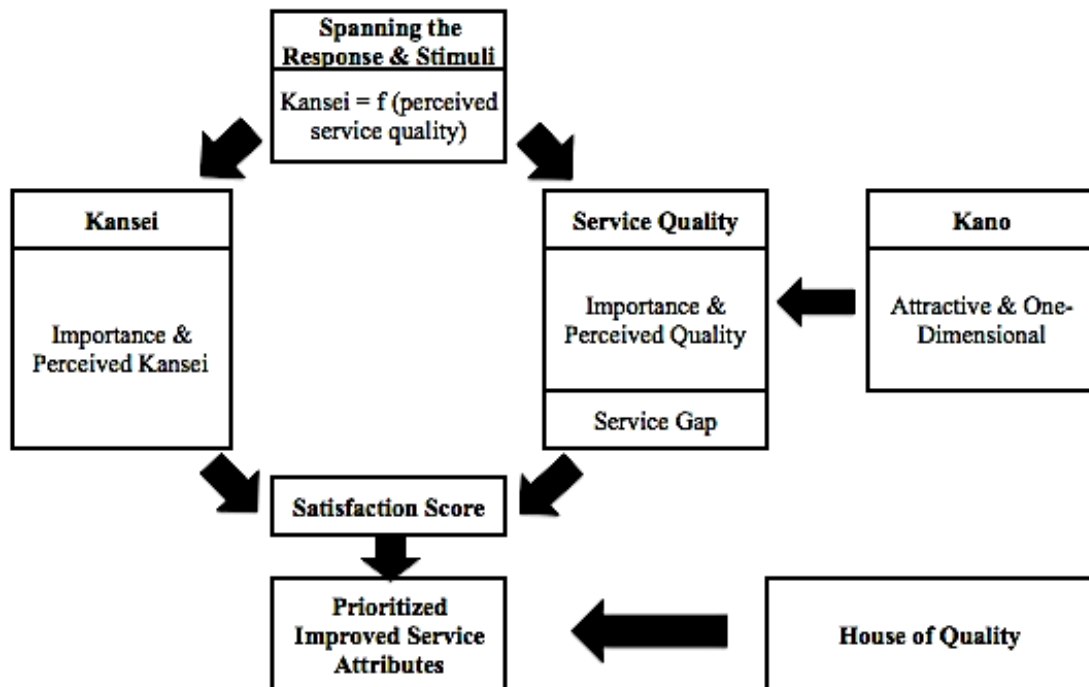 Spanning the
Response & Stimuli
Kansei = f (perceived
service quality)
Kansei
Importance &
Perceived Kansei
Service Quality
Importance &
Perceived Quality
Service Gap
Kano
Attractive & One-
Dimensional
Satisfaction Score
Prioritized
Improved Service
Attributes
House of Quality